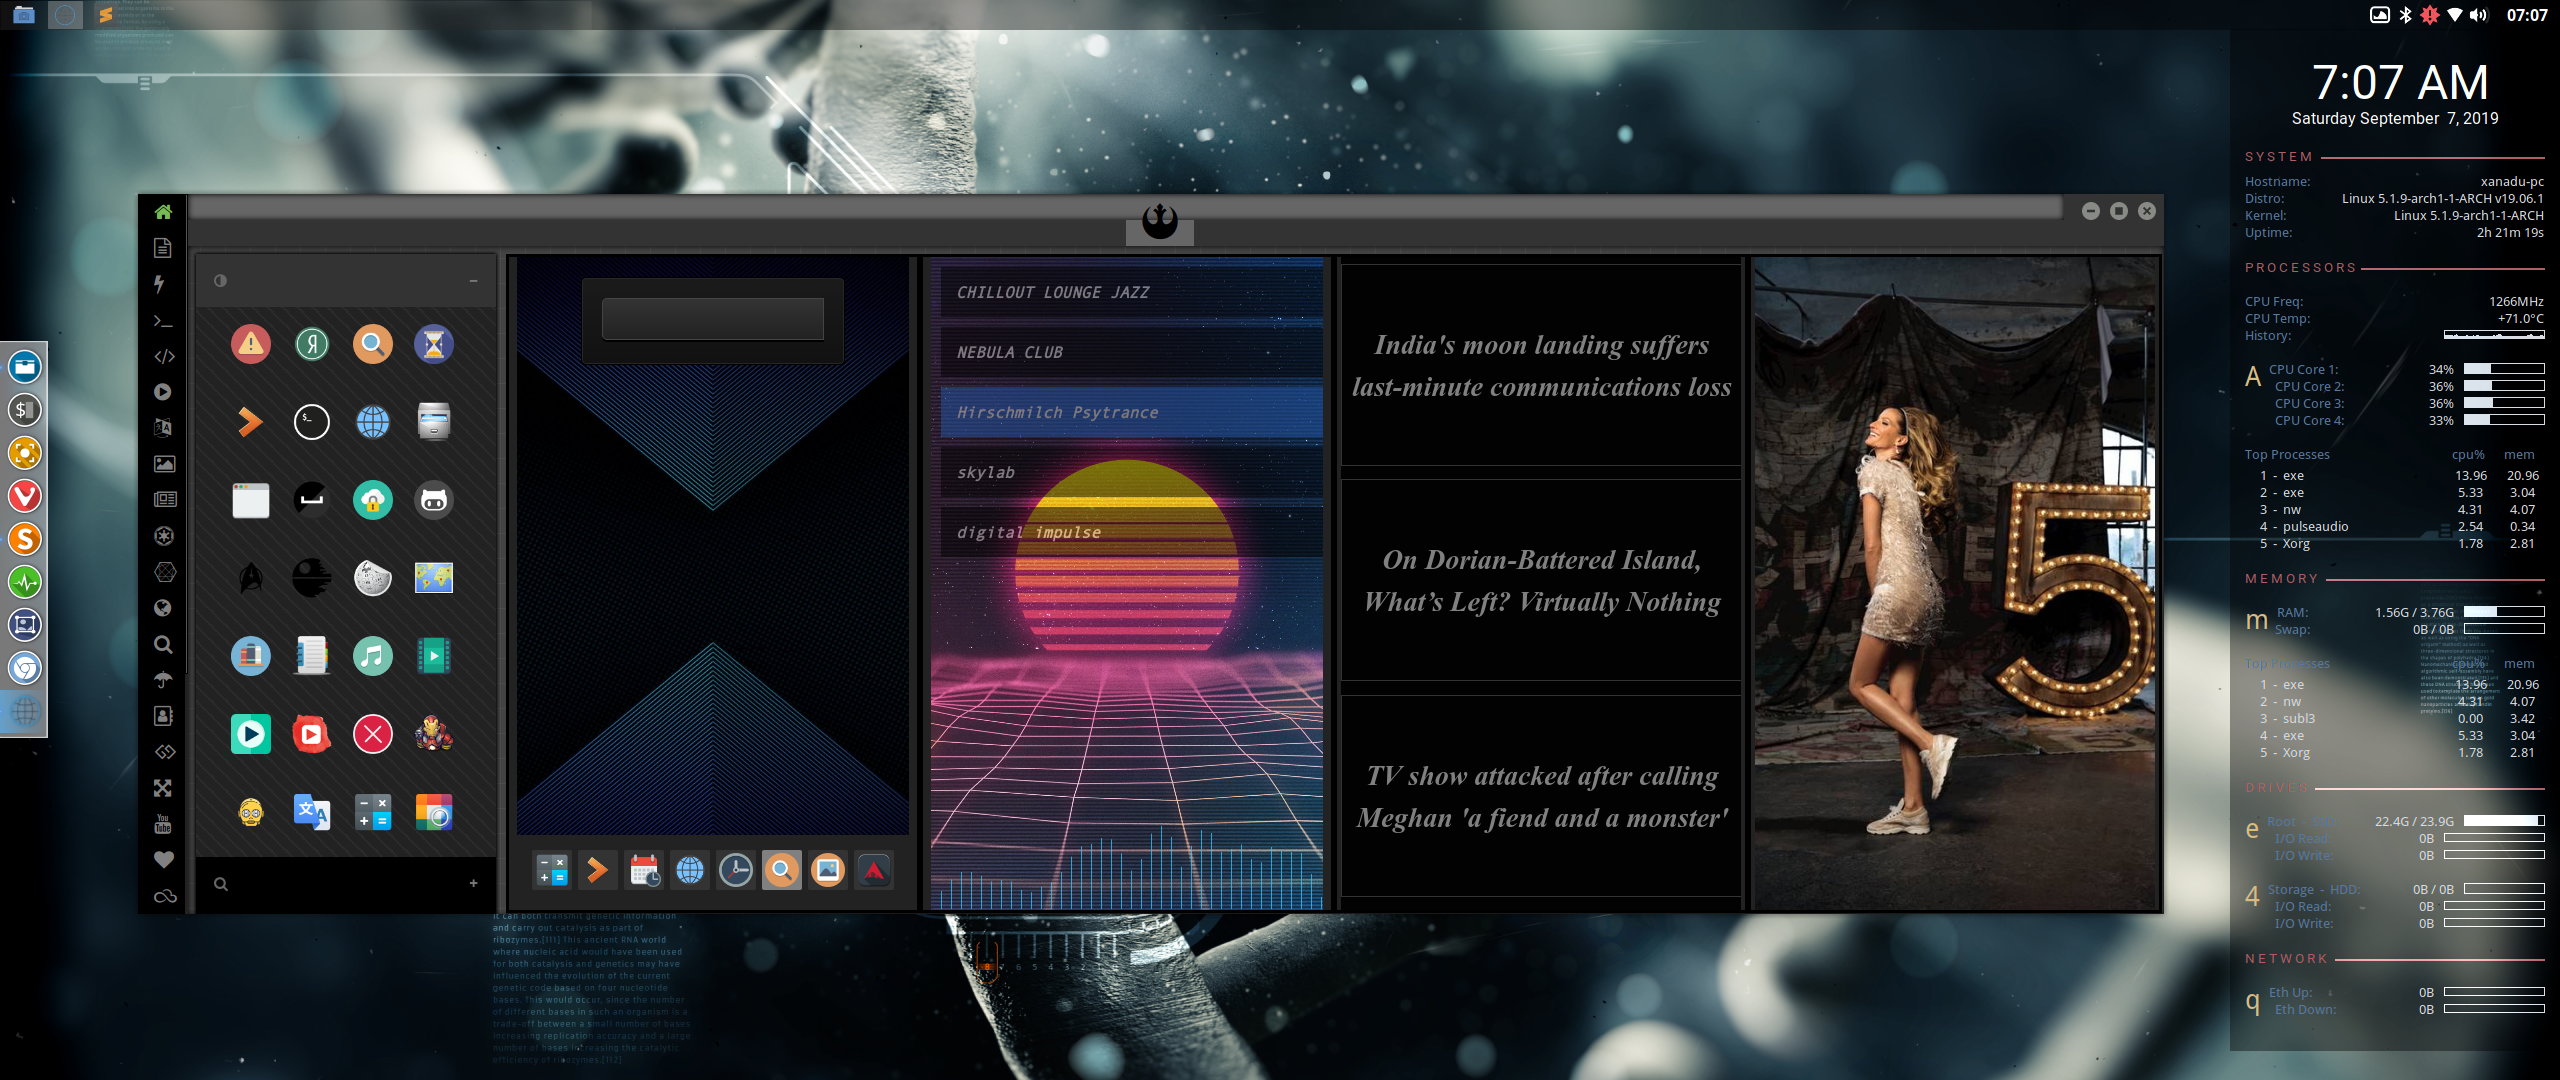 07:07
7:07 AM
Saturday September 7, 2019
SYSTEM
Hostname: xanadu-pc
Distro: Linux 5.1.9-arch1-1-ARCH v19.06.1
Kernel: Linux 5.1.9-arch1-1-ARCH
Uptime: 2h 21m 19s
PROCESSORS
CPU Freq: 1266MHz
CPU Temp: +71.0°C
History:
A CPU Core 1: 34%
CPU Core 2: 36%
CPU Core 3: 36%
CPU Core 4: 33%
Top Processes cpu% mem
1 - exe 13.96 20.96
2 - exe 5.33 3.04
3 - nw 4.31 4.07
4 - pulseaudio 2.54 0.34
5 - Xorg 1.78 2.81
MEMORY
m RAM: 1.56G / 3.76G
Swap: 0B / 0B
Top Processes cpu% mem
1 - exe 13.96 20.96
2 - nw 4.31 4.07
3 - subl3 0.00 3.42
4 - exe 5.33 3.04
5 - Xorg 1.78 2.81
DRIVES
e Root 22.4G / 23.9G
I/O Read: 0B
I/O Write: 0B
4 Storage - HDD: 0B / 0B
I/O Read: 0B
I/O Write: 0B
NETWORK
q Eth Up: 0B
Eth Down: 0B
CHILLOUT LOUNGE JAZZ
NEBULA CLUB
Hirschmilch Psytrance
skylab
digital impulse
India's moon landing suffers
last-minute communications loss
On Dorian-Battered Island,
What’s Left? Virtually Nothing
TV show attacked after calling
Meghan 'a fiend and a monster'
5
You
Tube
it can both transmit genetic information
and carry out catalysis as part of
ribozymes.[111] This ancient RNA world
where nucleic acid would have been used
for both catalysis and genetics may have
influenced the evolution of the current
genetic code based on four nucleotide
bases. This would occur, since the number
of different bases in such an organism is a
trade-off between a small number of bases
increasing replication accuracy and a large
number of bases increasing the catalytic
efficiency of ribozymes.[112]
8 7 6 5 4 3 2